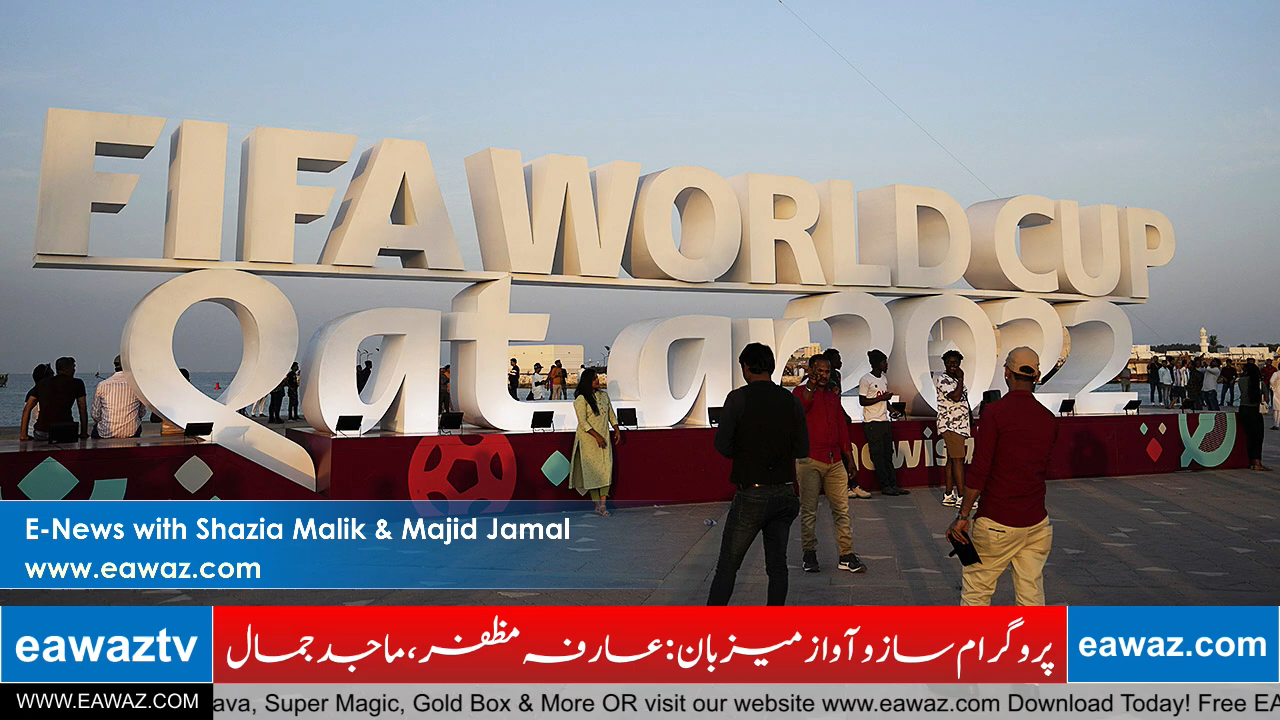 FIFA WORLD CUP
Qatar 2022
E-News with Shazia Malik & Majid Jamal
www.eawaz.com
eawaztv
پروگرام ساز و آواز میزبان: عارفہ مظفر، ماجد جمال
eawaz.com
WWW.EAWAZ.COM
ava, Super Magic, Gold Box & More OR visit our website www.eawaz.com Download Today! Free EA